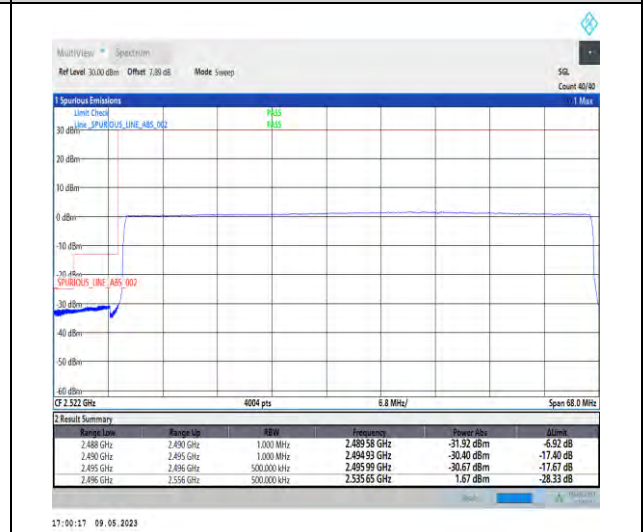 MultiView Spectrum
Ref Level 30.00 dBm Offset 7.89 dB Mode Sweep SGL
Count 40/40
1 Spurious Emissions 1 Max
Limit Check PASS
Line _SPURIOUS_LINE_ABS_002 PASS
30 dBm
20 dBm
10 dBm
0 dBm
-10 dBm
-20 dBm
SPURIOUS_LINE_ABS_002
-30 dBm
-40 dBm
-50 dBm
-60 dBm
CF 2.522 GHz 4004 pts 6.8 MHz/ Span 68.0 MHz
2 Result Summary
Range Low Range Up RBW Frequency Power Abs ΔLimit
2.488 GHz 2.490 GHz 1.000 MHz 2.489 58 GHz -31.92 dBm -6.92 dB
2.490 GHz 2.495 GHz 1.000 MHz 2.494 93 GHz -30.40 dBm -17.40 dB
2.495 GHz 2.496 GHz 500.000 kHz 2.495 99 GHz -30.67 dBm -17.67 dB
2.496 GHz 2.556 GHz 500.000 kHz 2.535 65 GHz 1.67 dBm -28.33 dB
17:00:17 09.05.2023